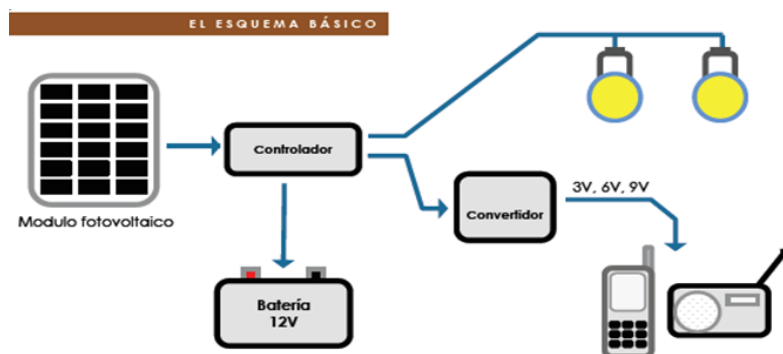 EL ESQUEMA BÁSICO
Controlador
Modulo fotovoltaico
Convertidor
3V, 6V, 9V
Batería
12V